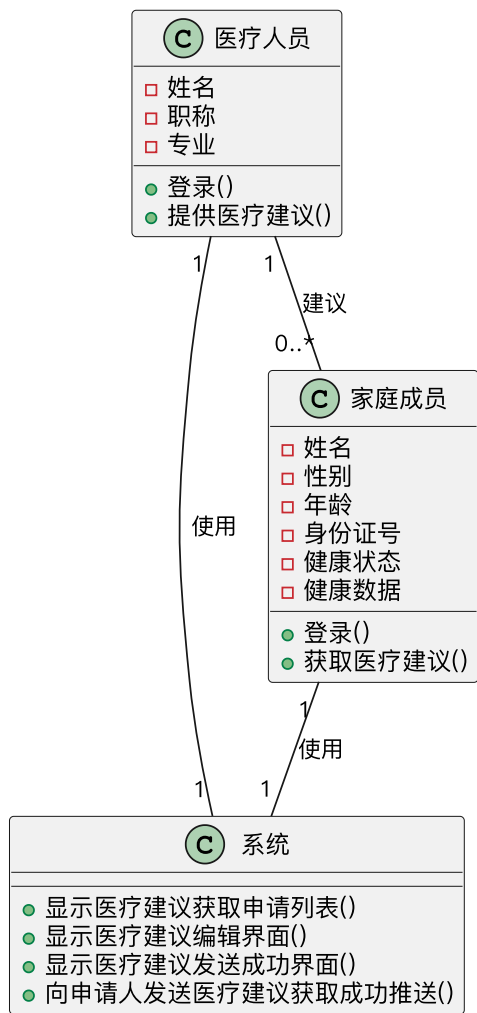 C 医疗人员
姓名
职称
专业
登录()
提供医疗建议()
1
1
建议
0..*
C 家庭成员
姓名
性别
年龄
身份证号
健康状态
健康数据
登录()
获取医疗建议()
使用
1
使用
1
1
C 系统
显示医疗建议获取申请列表()
显示医疗建议编辑界面()
显示医疗建议发送成功界面()
向申请人发送医疗建议获取成功推送()